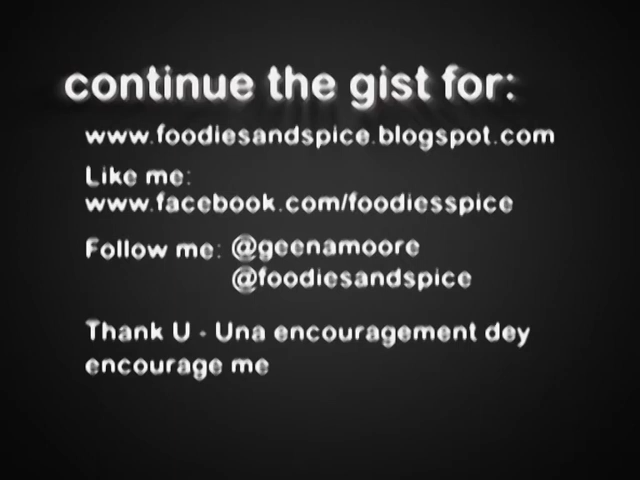 continue the gist for:
www.foodiesandspice.blogspot.com
Like me:
www.facebook.com/foodiesspice
Follow me: @geenamoore
@foodiesandspice
Thank U - Una encouragement dey
encourage me